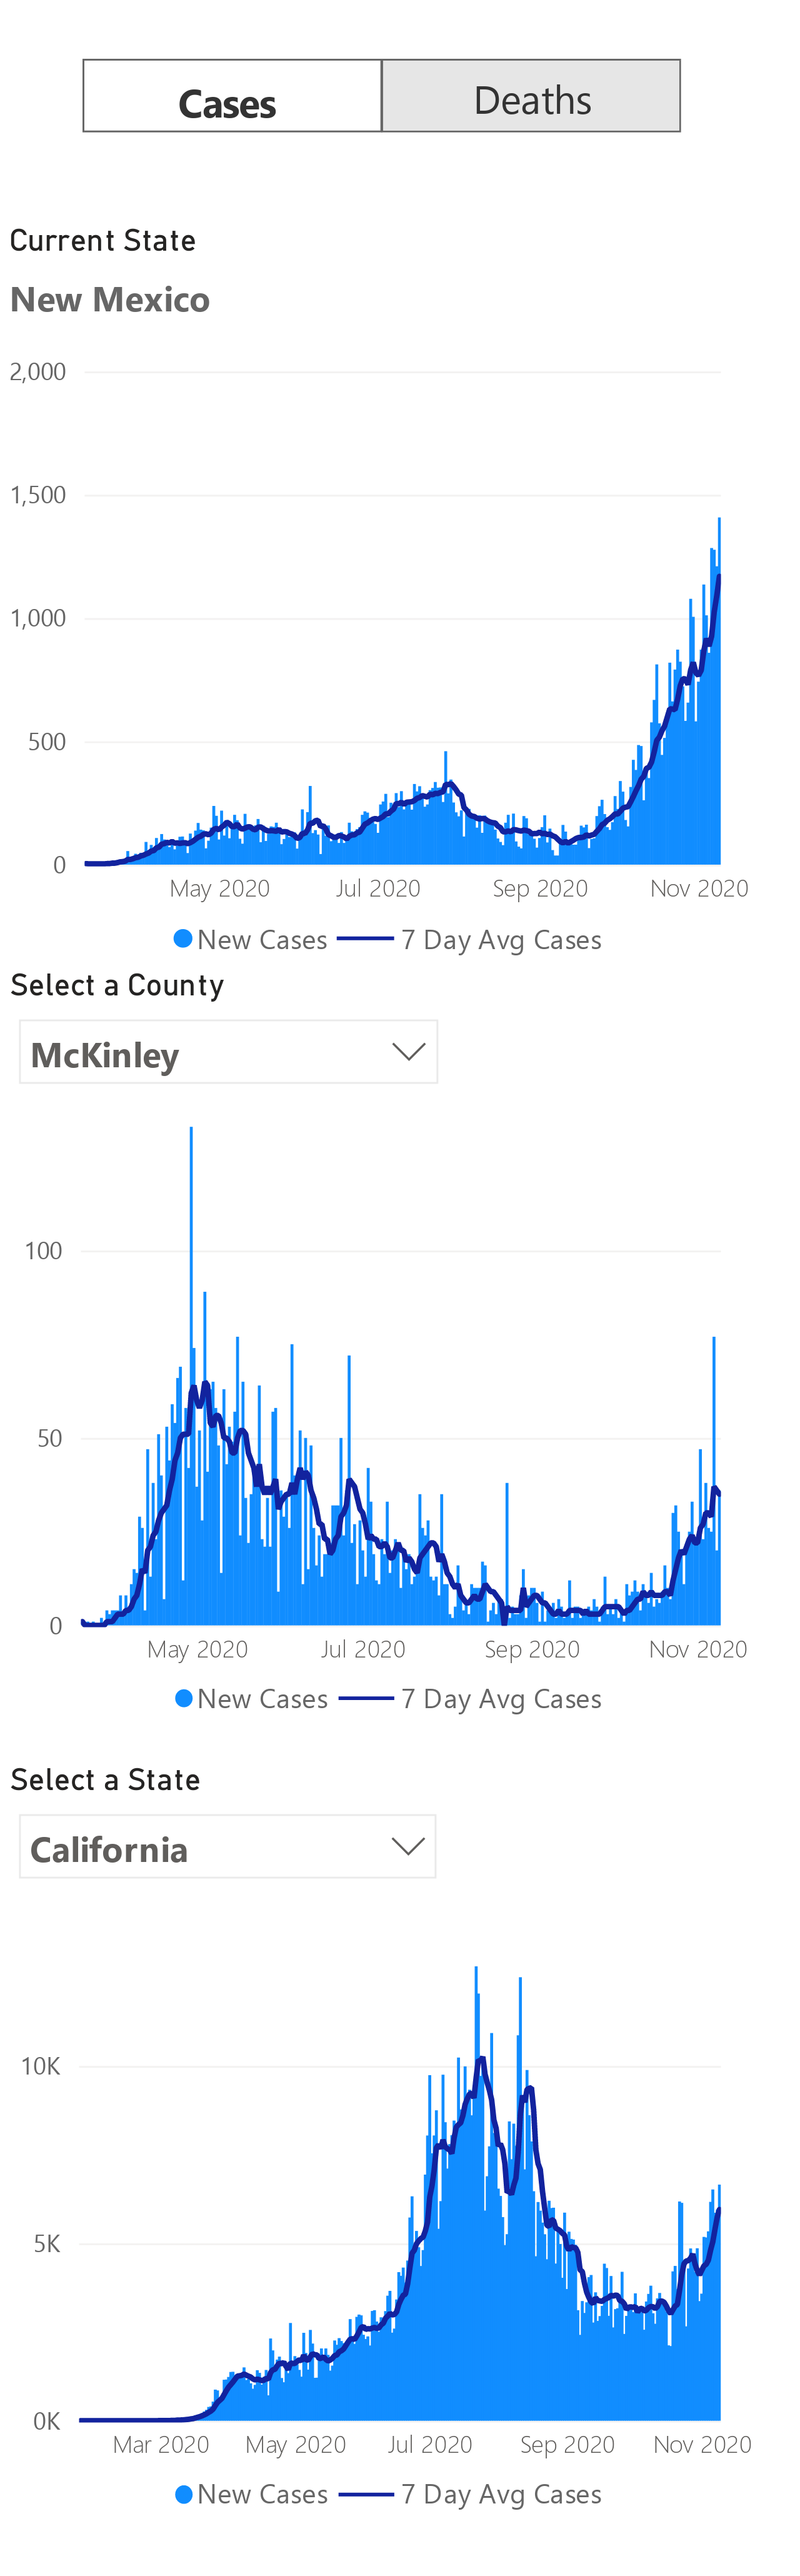 Cases Deaths
Current State
New Mexico
2,000
1,500
1,000
500
0
May 2020 Jul 2020 Sep 2020 Nov 2020
New Cases 7 Day Avg Cases
Select a County
McKinley
100
50
0
May 2020 Jul 2020 Sep 2020 Nov 2020
New Cases 7 Day Avg Cases
Select a State
California
10K
5K
0K
Mar 2020 May 2020 Jul 2020 Sep 2020 Nov 2020
New Cases 7 Day Avg Cases